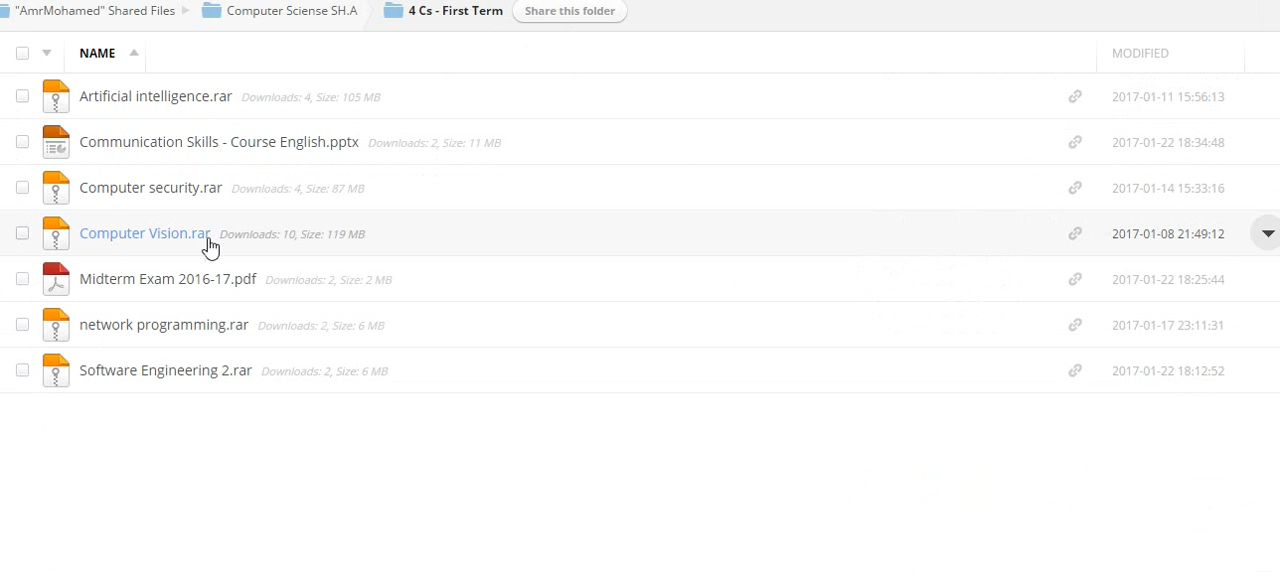 "AmrMohamed" Shared Files Computer Sciense SH.A 4 Cs - First Term Share this folder
NAME MODIFIED
Artificial intelligence.rar Downloads: 4, Size: 105 MB 2017-01-11 15:56:13
Communication Skills - Course English.pptx Downloads: 2, Size: 11 MB 2017-01-22 18:34:48
Computer security.rar Downloads: 4, Size: 87 MB 2017-01-14 15:33:16
Computer Vision.rar Downloads: 10, Size: 119 MB 2017-01-08 21:49:12
Midterm Exam 2016-17.pdf Downloads: 2, Size: 2 MB 2017-01-22 18:25:44
network programming.rar Downloads: 2, Size: 6 MB 2017-01-17 23:11:31
Software Engineering 2.rar Downloads: 2, Size: 6 MB 2017-01-22 18:12:52